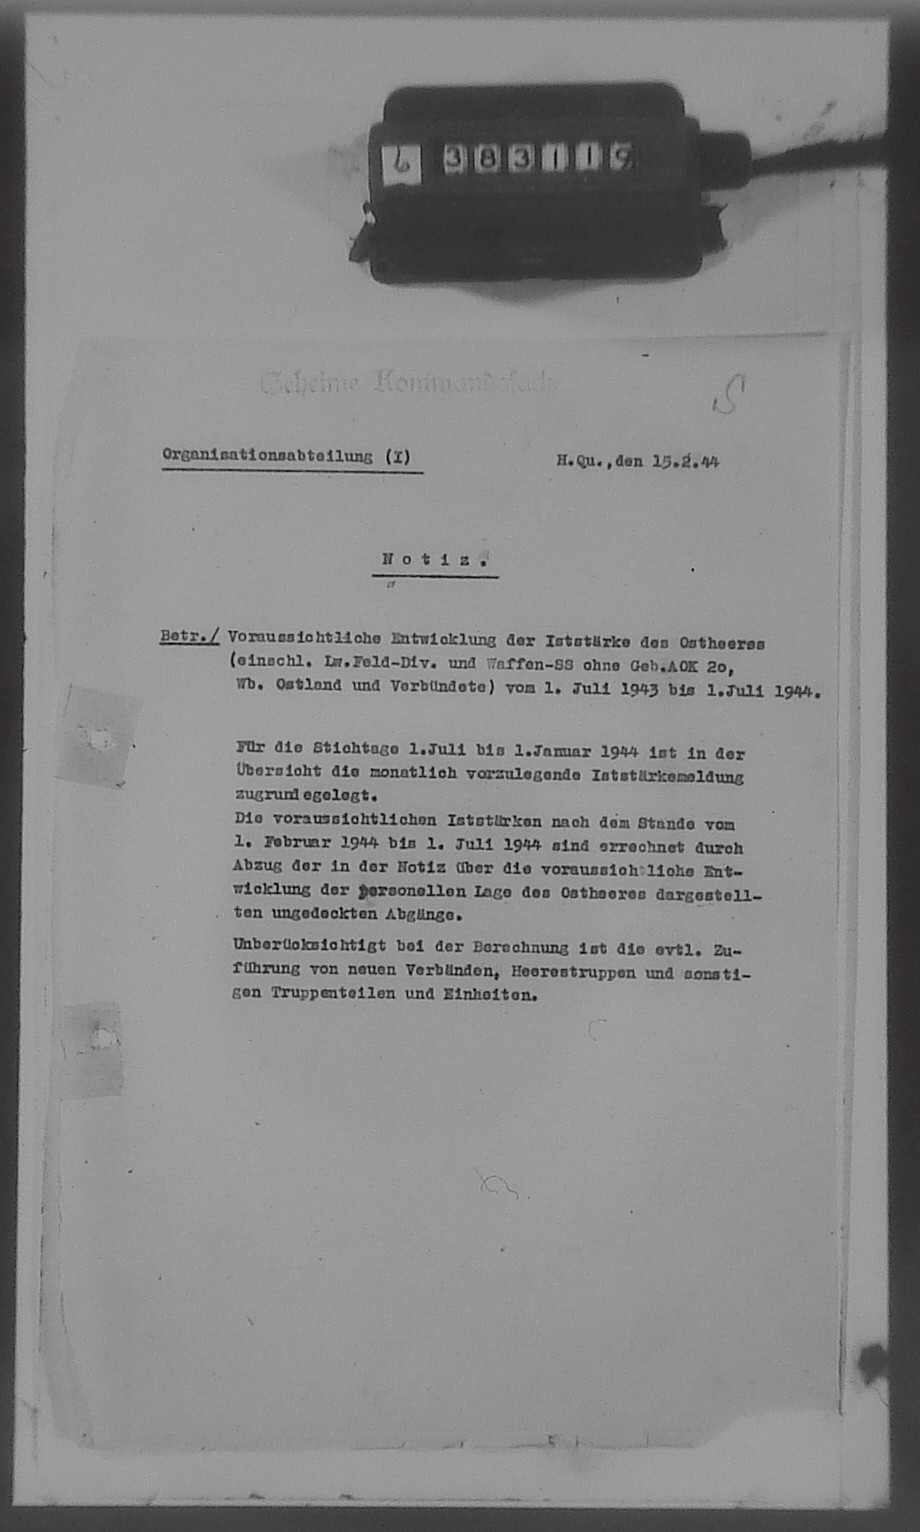 6 383119
Geheime Kommandosache
Organisationsabteilung (I)
H.Qu.,den 15.2.44
N o t i z .
Betr./ Voraussichtliche Entwicklung der Iststärke des Ostheeres
(einschl. Lw.Feld-Div. und Waffen-SS ohne Geb.AOK 2o,
Wb. Ostland und Verbündete) vom 1. Juli 1943 bis 1.Juli 1944.
Für die Stichtage 1.Juli bis 1.Januar 1944 ist in der
Übersicht die monatlich vorzulegende Iststärkemeldung
zugrundegelegt.
Die voraussichtlichen Iststärken nach dem Stande vom
1. Februar 1944 bis 1. Juli 1944 sind errechnet durch
Abzug der in der Notiz über die voraussichtliche Ent-
wicklung der personellen Lage des Ostheeres dargestell-
ten ungedeckten Abgänge.
Unberücksichtigt bei der Berechnung ist die evtl. Zu-
führung von neuen Verbänden, Heerestruppen und sonsti-
gen Truppenteilen und Einheiten.